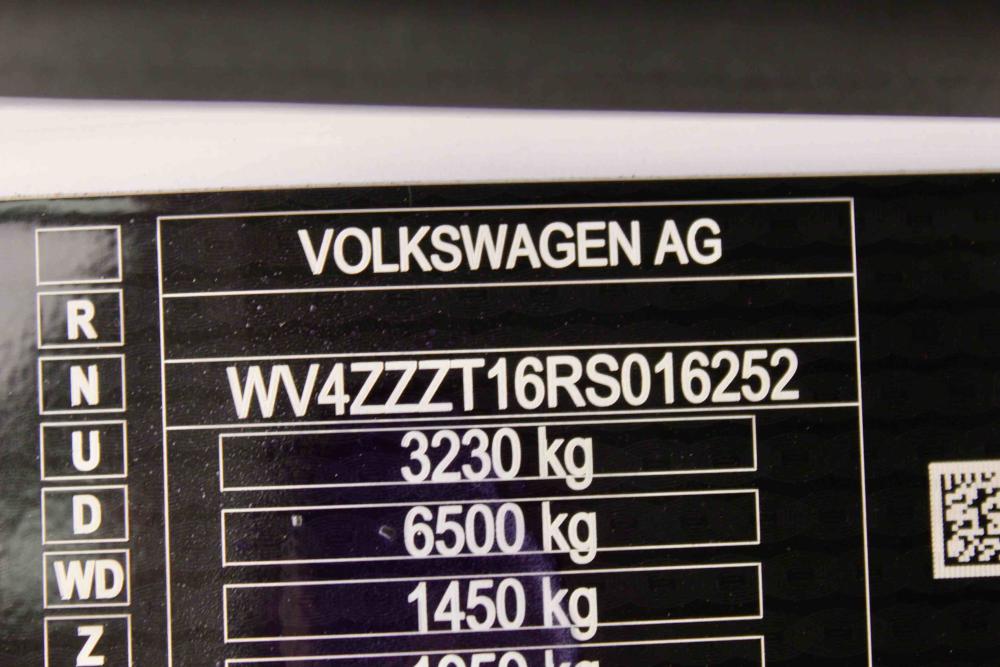 VOLKSWAGEN AG
R
N
WV4ZZZT16RS016252
U
3230 kg
D
6500 kg
WD
1450 kg
Z